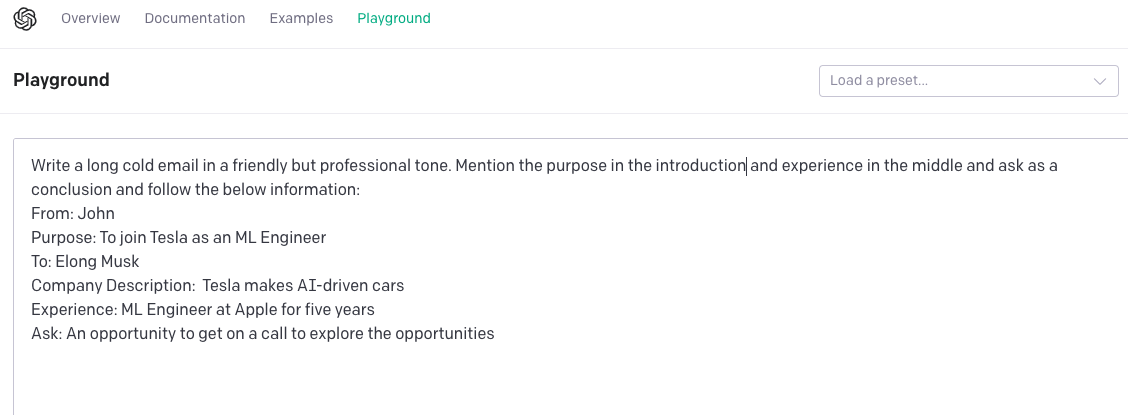 Overview Documentation Examples Playground
Playground
Load a preset...
Write a long cold email in a friendly but professional tone. Mention the purpose in the introduction and experience in the middle and ask as a
conclusion and follow the below information:
From: John
Purpose: To join Tesla as an ML Engineer
To: Elong Musk
Company Description:  Tesla makes AI-driven cars
Experience: ML Engineer at Apple for five years
Ask: An opportunity to get on a call to explore the opportunities